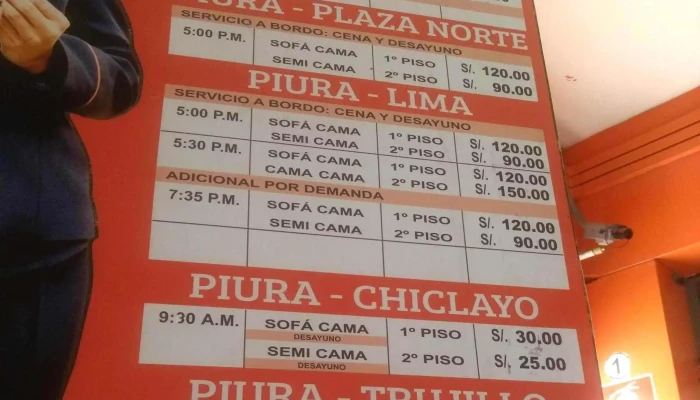 PIURA - PLAZA NORTE
SERVICIO A BORDO: CENA Y DESAYUNO
5:00 P.M. SOFÁ CAMA 1º PISO S/. 120.00
SEMI CAMA 2º PISO S/. 90.00
PIURA - LIMA
SERVICIO A BORDO: CENA Y DESAYUNO
5:00 P.M. SOFÁ CAMA 1º PISO S/. 120.00
SEMI CAMA 2º PISO S/. 90.00
5:30 P.M. SOFÁ CAMA 1º PISO S/. 120.00
CAMA CAMA 2º PISO S/. 150.00
ADICIONAL POR DEMANDA
7:35 P.M. SOFÁ CAMA 1º PISO S/. 120.00
SEMI CAMA 2º PISO S/. 90.00
PIURA - CHICLAYO
9:30 A.M. SOFÁ CAMA 1º PISO S/. 30,00
DESAYUNO
SEMI CAMA 2º PISO S/. 25.00
DESAYUNO
PIURA - TRUJILLO
1